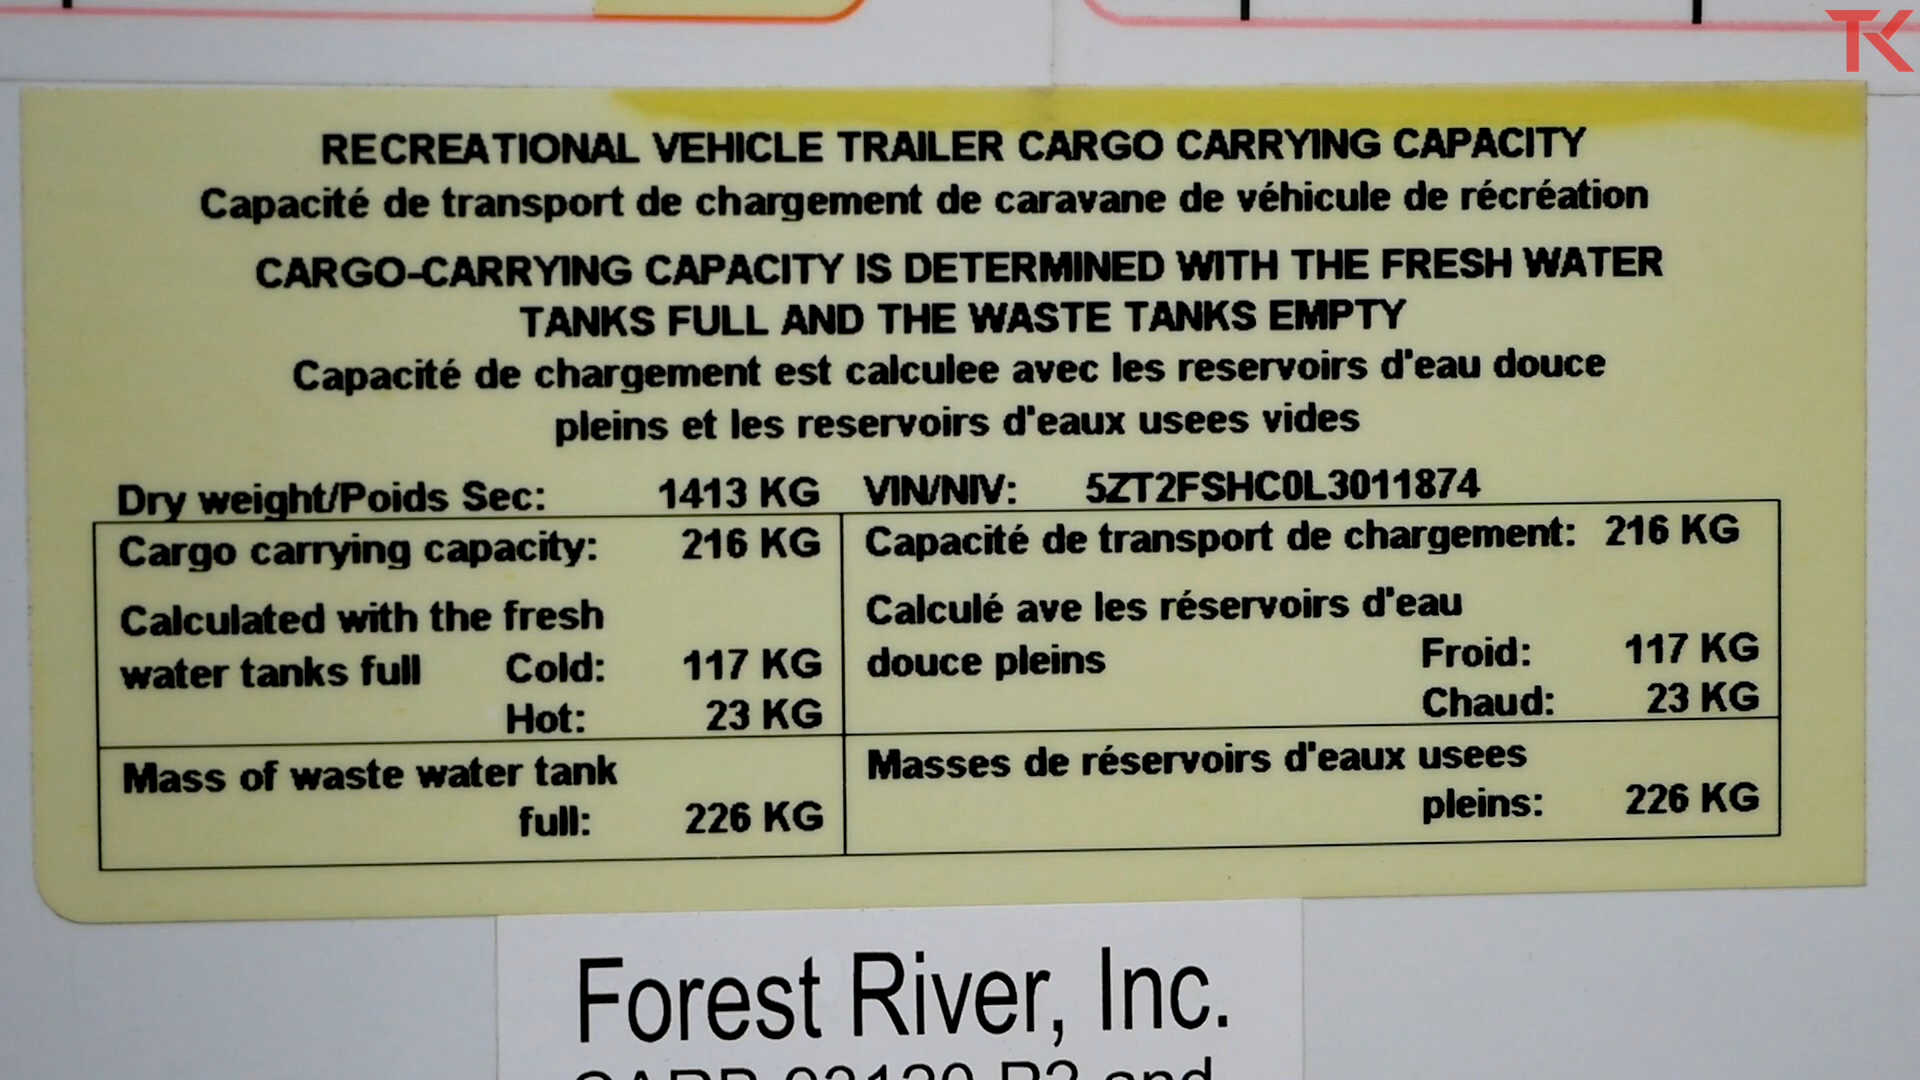 TK
RECREATIONAL VEHICLE TRAILER CARGO CARRYING CAPACITY
Capacité de transport de chargement de caravane de véhicule de récréation
CARGO-CARRYING CAPACITY IS DETERMINED WITH THE FRESH WATER
TANKS FULL AND THE WASTE TANKS EMPTY
Capacité de chargement est calculee avec les reservoirs d'eau douce
pleins et les reservoirs d'eaux usees vides
Dry weight/Poids Sec: 1413 KG VIN/NIV: 5ZT2FSHC0L3011874
Cargo carrying capacity: 216 KG
Calculated with the fresh
water tanks full Cold: 117 KG
Hot: 23 KG
Mass of waste water tank
full: 226 KG
Capacité de transport de chargement: 216 KG
Calculé ave les réservoirs d'eau
douce pleins Froid: 117 KG
Chaud: 23 KG
Masses de réservoirs d'eaux usees
pleins: 226 KG
Forest River, Inc.